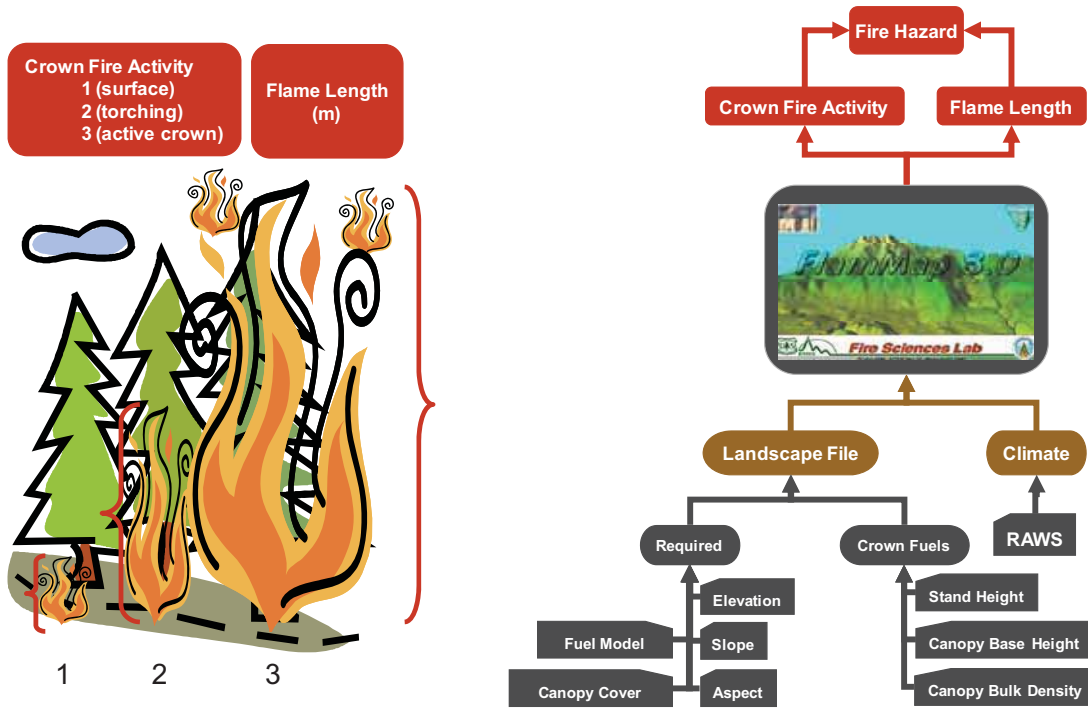 Crown Fire Activity
1 (surface)
2 (torching)
3 (active crown)
Flame Length
(m)
1
2
3
Fire Hazard
Crown Fire Activity
Flame Length
FlamMap 3.0
Fire Sciences Lab
Landscape File
Climate
Required
Crown Fuels
RAWS
Elevation
Stand Height
Fuel Model
Slope
Canopy Base Height
Canopy Cover
Aspect
Canopy Bulk Density